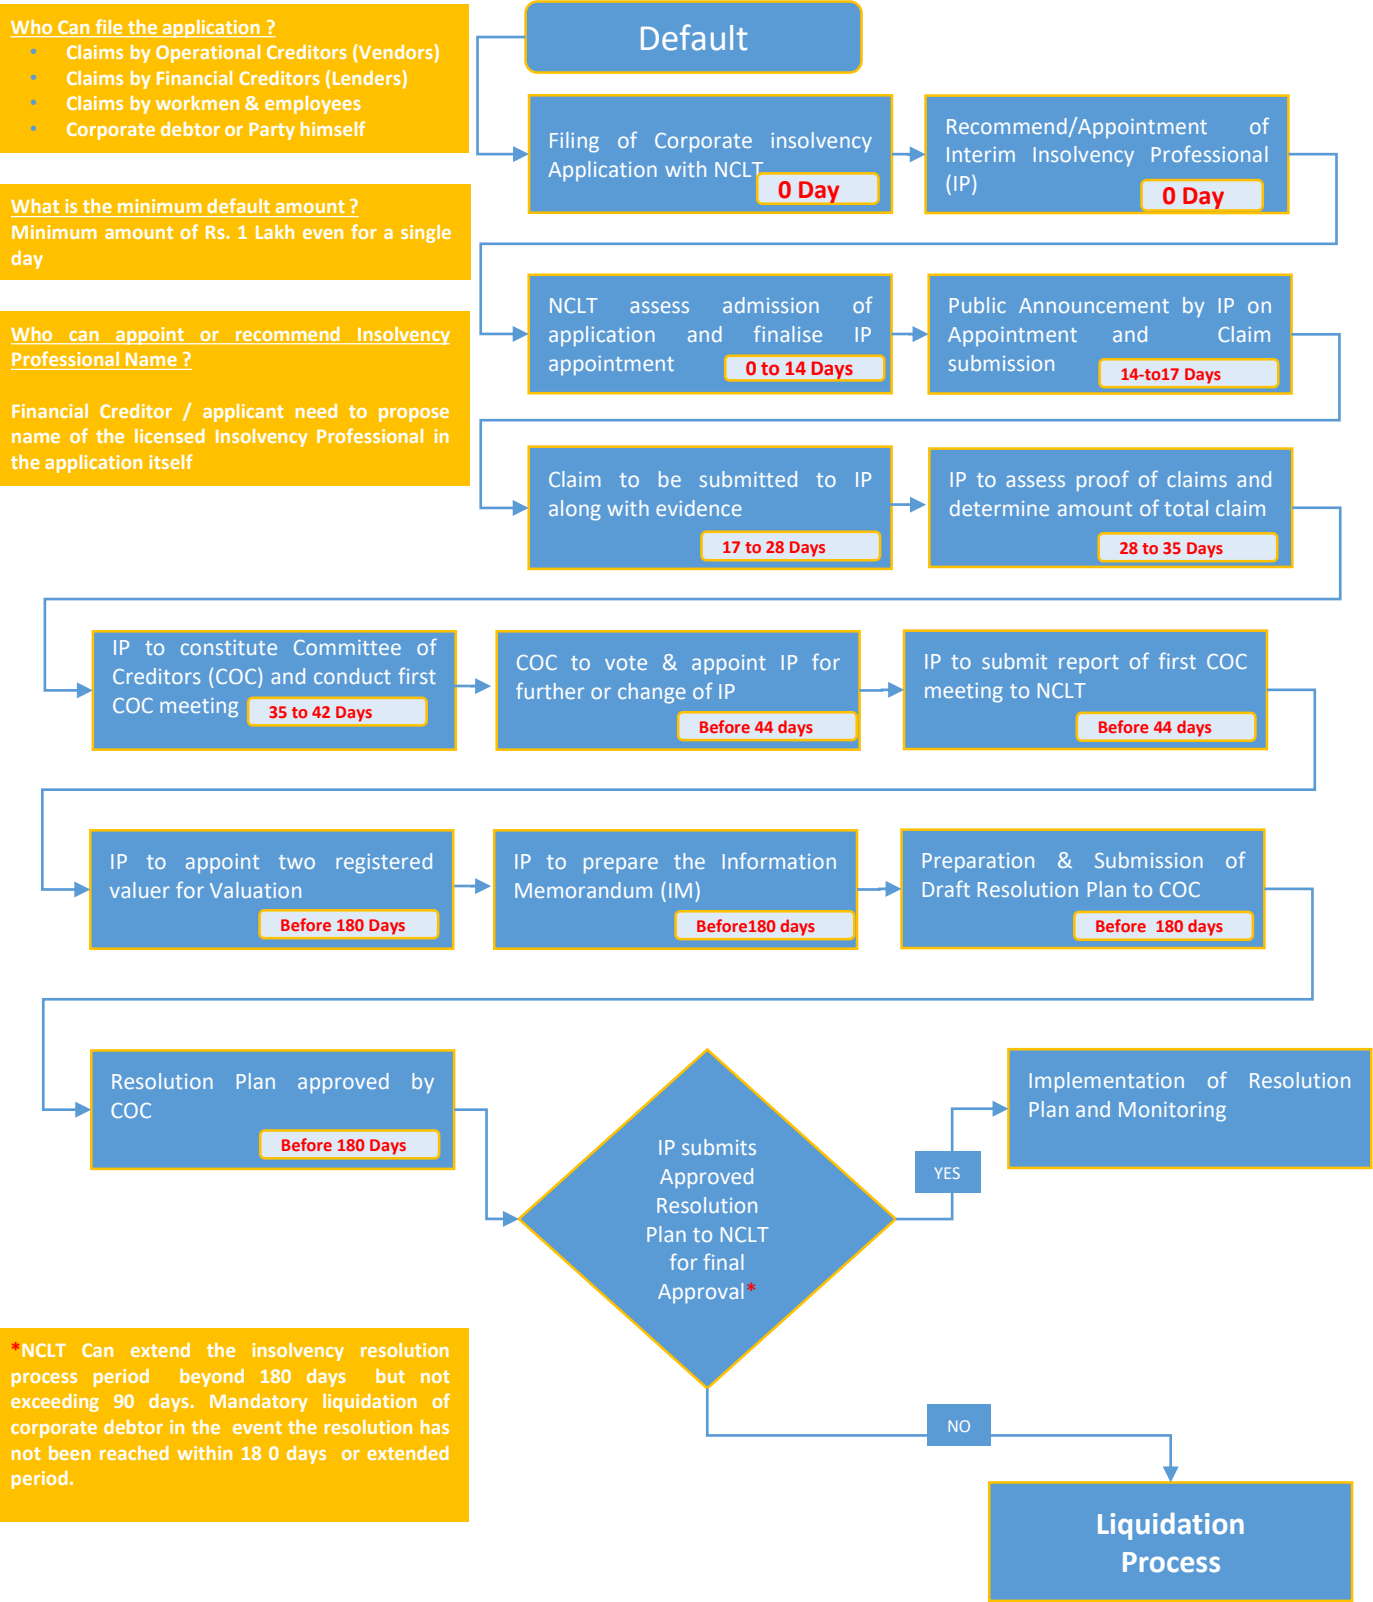 Who Can file the application ?
• Claims by Operational Creditors (Vendors)
• Claims by Financial Creditors (Lenders)
• Claims by workmen & employees
• Corporate debtor or Party himself
What is the minimum default amount ?
Minimum amount of Rs. 1 Lakh even for a single
day
Who can appoint or recommend Insolvency
Professional Name ?
Financial Creditor / applicant need to propose
name of the licensed Insolvency Professional in
the application itself
Default
Filing of Corporate insolvency
Application with NCLT
0 Day
Recommend/Appointment of
Interim Insolvency Professional
(IP)
0 Day
NCLT assess admission of
application and finalise IP
appointment
0 to 14 Days
Public Announcement by IP on
Appointment and Claim
submission
14-to17 Days
Claim to be submitted to IP
along with evidence
17 to 28 Days
IP to assess proof of claims and
determine amount of total claim
28 to 35 Days
IP to constitute Committee of
Creditors (COC) and conduct first
COC meeting
35 to 42 Days
COC to vote & appoint IP for
further or change of IP
Before 44 days
IP to submit report of first COC
meeting to NCLT
Before 44 days
IP to appoint two registered
valuer for Valuation
Before 180 Days
IP to prepare the Information
Memorandum (IM)
Before180 days
Preparation & Submission of
Draft Resolution Plan to COC
Before 180 days
Resolution Plan approved by
COC
Before 180 Days
IP submits
Approved
Resolution
Plan to NCLT
for final
Approval*
YES
Implementation of Resolution
Plan and Monitoring
NO
Liquidation
Process
*NCLT Can extend the insolvency resolution
process period beyond 180 days but not
exceeding 90 days. Mandatory liquidation of
corporate debtor in the event the resolution has
not been reached within 18 0 days or extended
period.